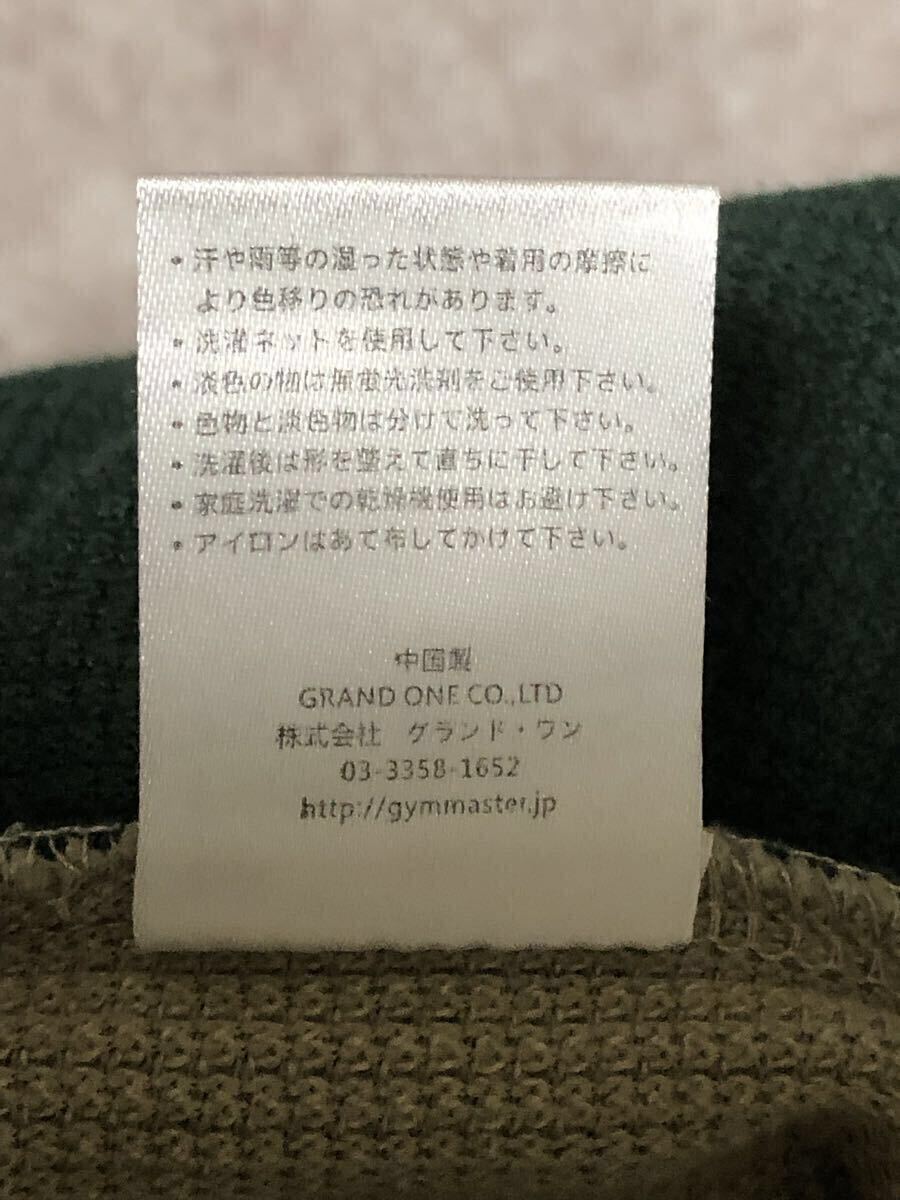 ・汗や雨等の湿った状態や着用の摩擦に
より色移りの恐れがあります。
・洗濯ネットを使用して下さい。
・淡色の物は無蛍光洗剤をご使用下さい。
・色物と淡色物は分けて洗って下さい。
・洗濯後は形を整えて直ちに干して下さい。
・家庭洗濯での乾燥機使用はお避け下さい。
・アイロンはあて布してかけて下さい。
中国製
GRAND ONE CO.,LTD
株式会社 グランド・ワン
03-3358-1652
http://gymmaster.jp